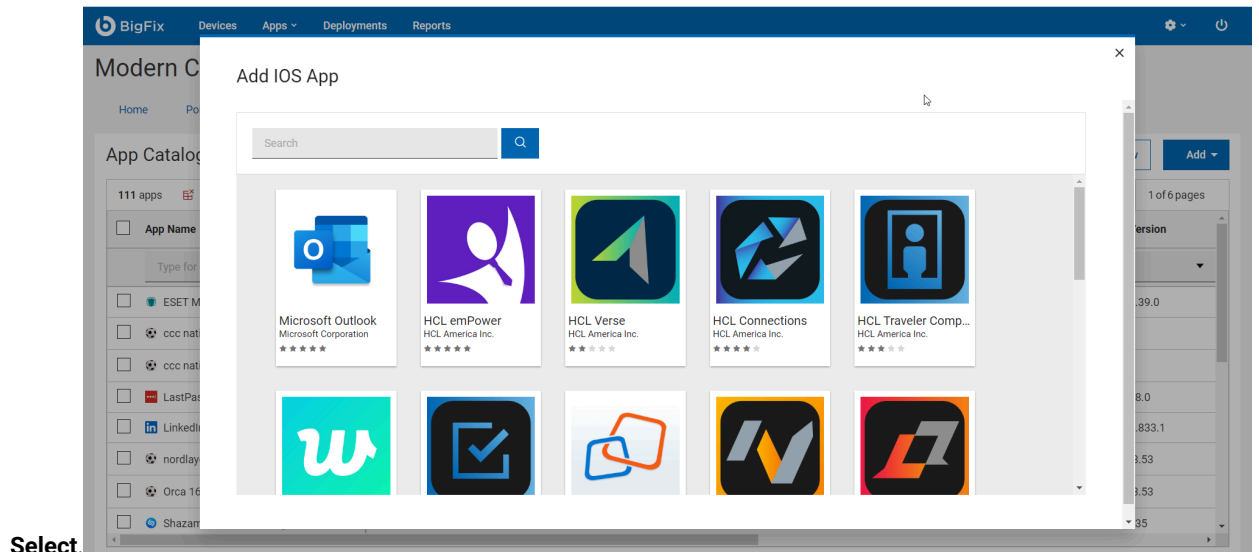 BigFix Devices Apps Deployments Reports
Modern C
Home Po
App Catalog
Add
111 apps
1 of 6 pages
App Name
ersion
Type for
ESET M
.39.0
ccc nati
ccc nati
LastPas
8.0
LinkedI
.833.1
nordlay
3.53
Orca 16
3.53
Shazam
35
Add IOS App
Search
Microsoft Outlook
Microsoft Corporation
HCL emPower
HCL America Inc.
HCL Verse
HCL America Inc.
HCL Connections
HCL America Inc.
HCL Traveler Comp...
HCL America Inc.
Select.